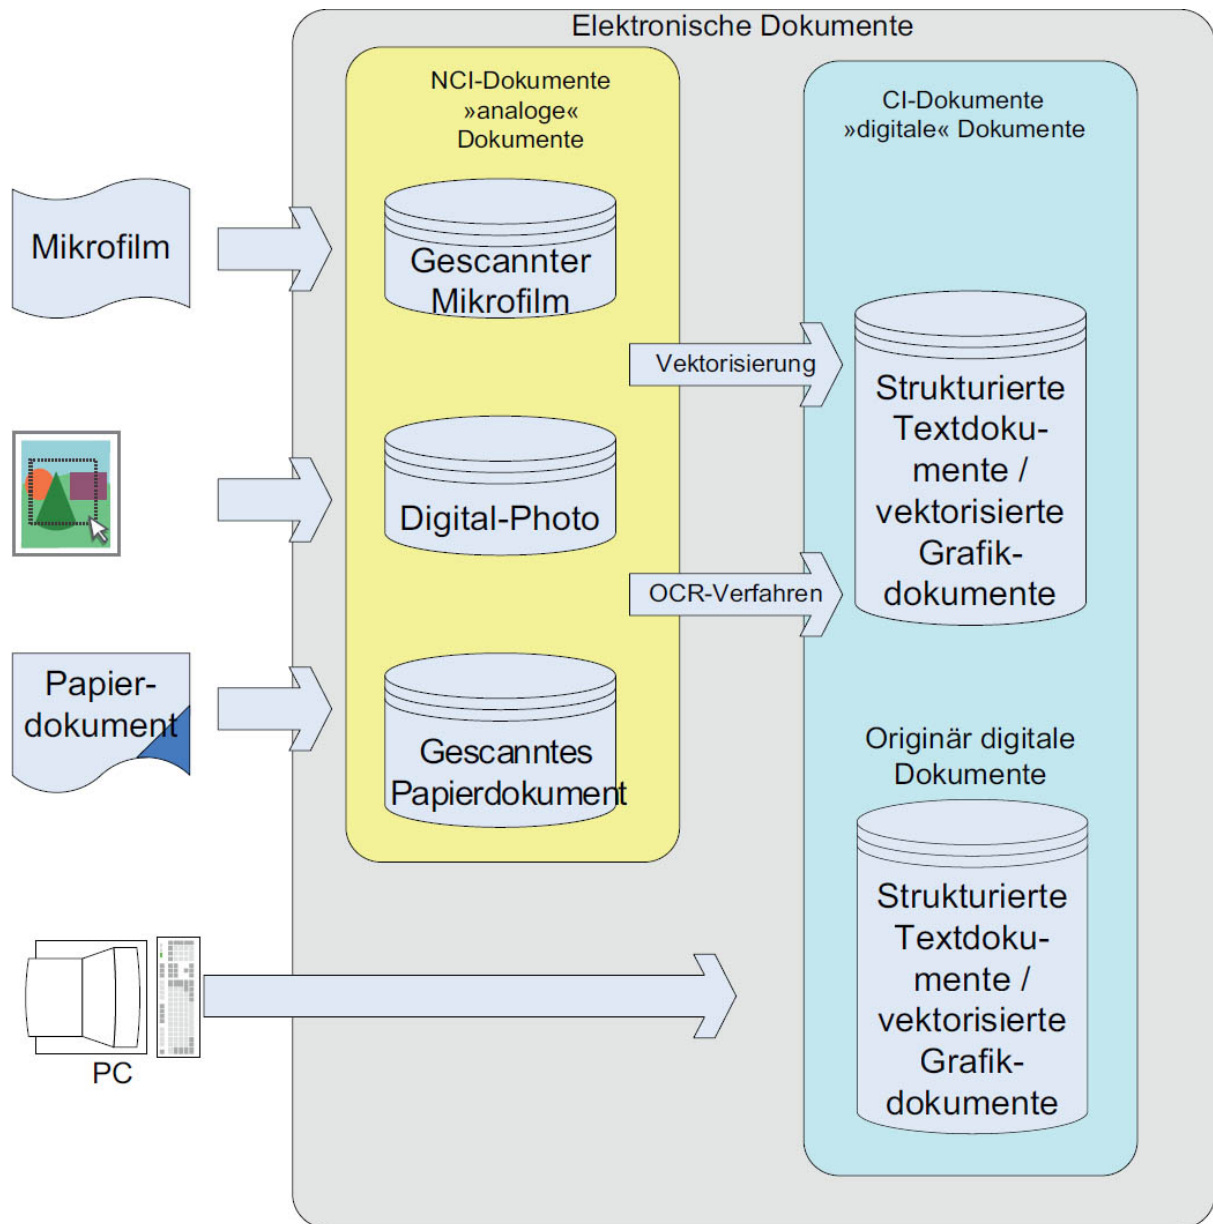 Elektronische Dokumente
NCI-Dokumente
»analoge«
Dokumente
CI-Dokumente
»digitale« Dokumente
Mikrofilm
Gescannter
Mikrofilm
Vektorisierung
Strukturierte
Textdoku-
mente /
vektorisierte
Grafik-
dokumente
Digital-Photo
OCR-Verfahren
Papier-
dokument
Gescanntes
Papierdokument
Originär digitale
Dokumente
Strukturierte
Textdoku-
mente /
vektorisierte
Grafik-
dokumente
PC